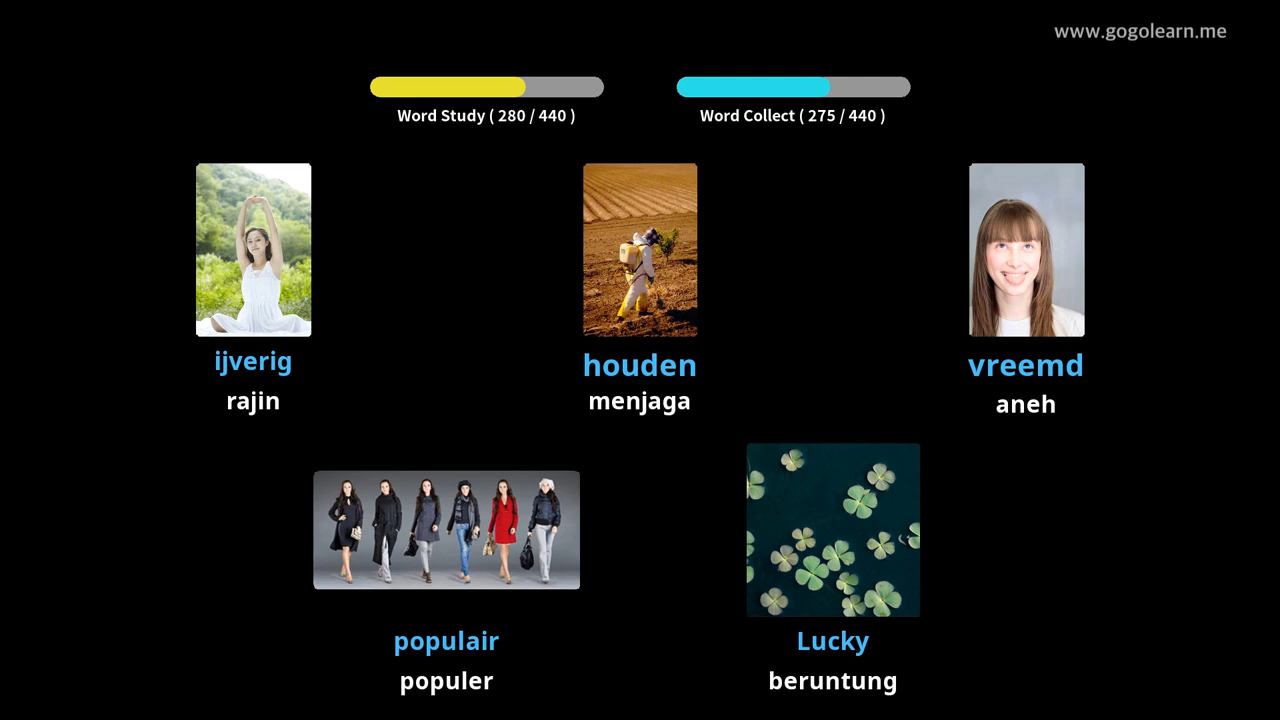 www.gogolearn.me
Word Study ( 280 / 440 )
Word Collect ( 275 / 440 )
ijverig
rajin
houden
menjaga
vreemd
aneh
populair
populer
Lucky
beruntung